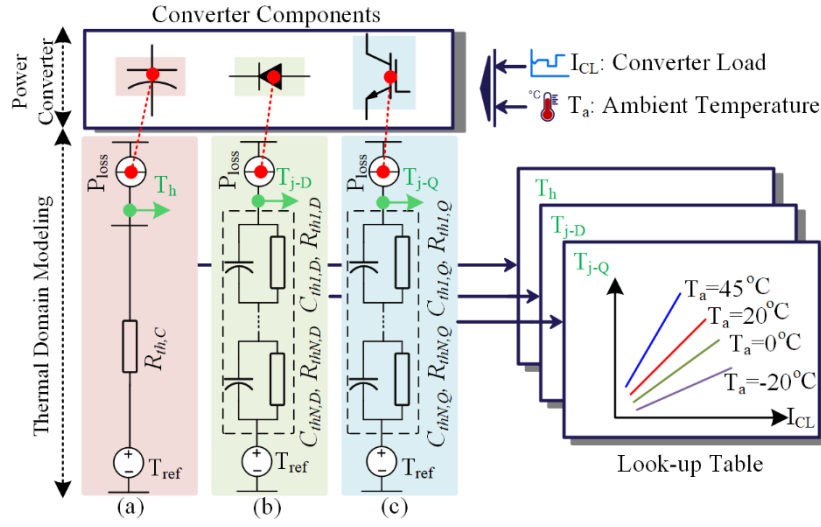 Converter Components
Power Converter
I_CL: Converter Load
°C
T_a: Ambient Temperature
Thermal Domain Modeling
P_loss
T_h
R_th,C
+ −
T_ref
(a)
P_loss
T_j-D
C_th1,D, R_th1,D
C_thN,D, R_thN,D
+ −
T_ref
(b)
P_loss
T_j-Q
C_th1,Q, R_th1,Q
C_thN,Q, R_thN,Q
+ −
T_ref
(c)
T_h
T_j-D
T_j-Q
T_a=45°C
T_a=20°C
T_a=0°C
T_a=-20°C
I_CL
Look-up Table